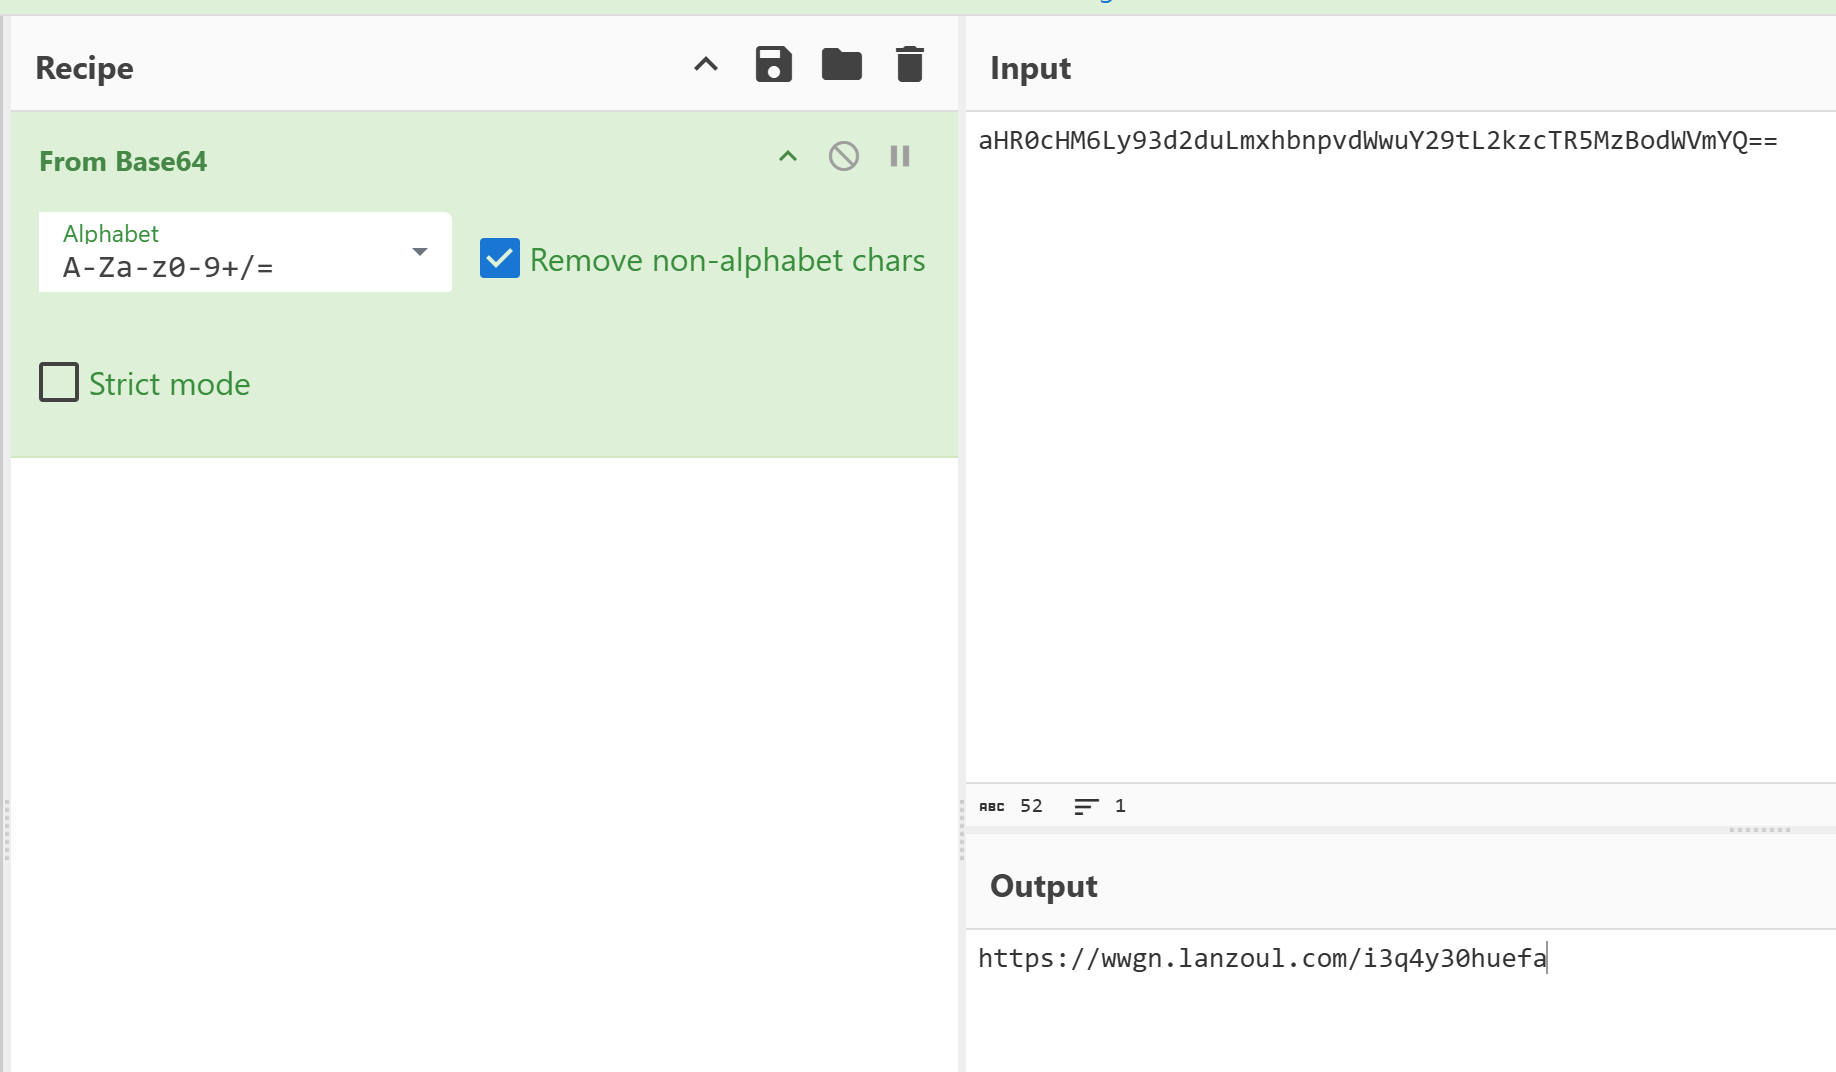 Recipe
From Base64
Alphabet
A-Za-z0-9+/=
Remove non-alphabet chars
Strict mode
Input
aHR0cHM6Ly93d2duLmxhbnpvdWwuY29tL2kzcTR5MzBodWVmYQ==
ABC 52 1
Output
https://wwgn.lanzoul.com/i3q4y30huefa